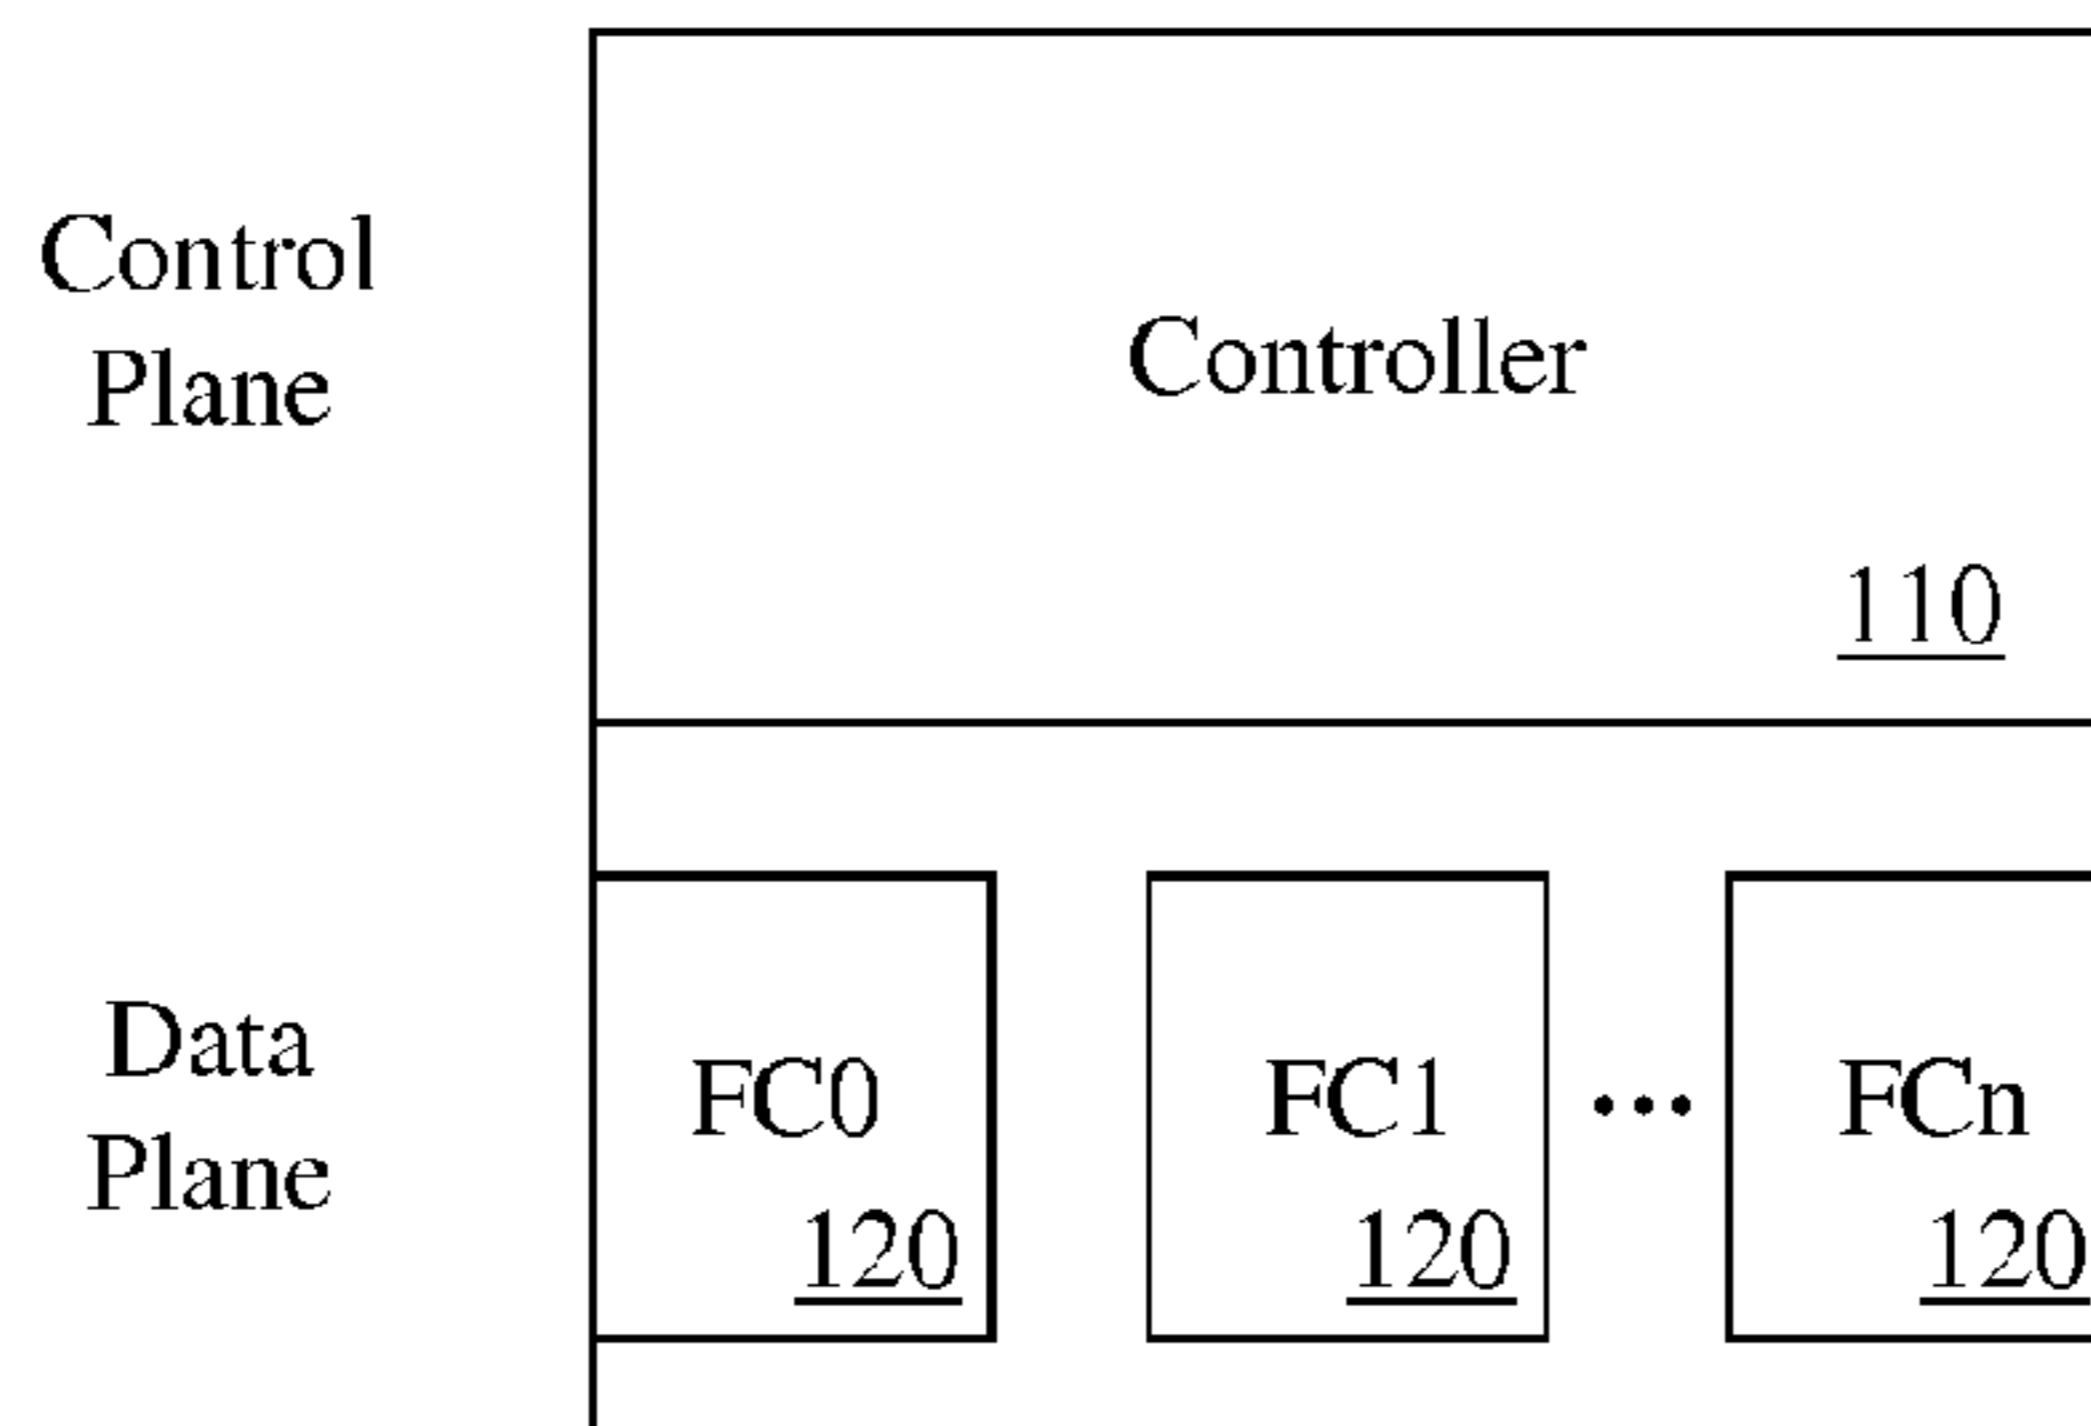 Control
Plane
Controller
110
Data
Plane
FC0
120
FC1
120
...
FCn
120